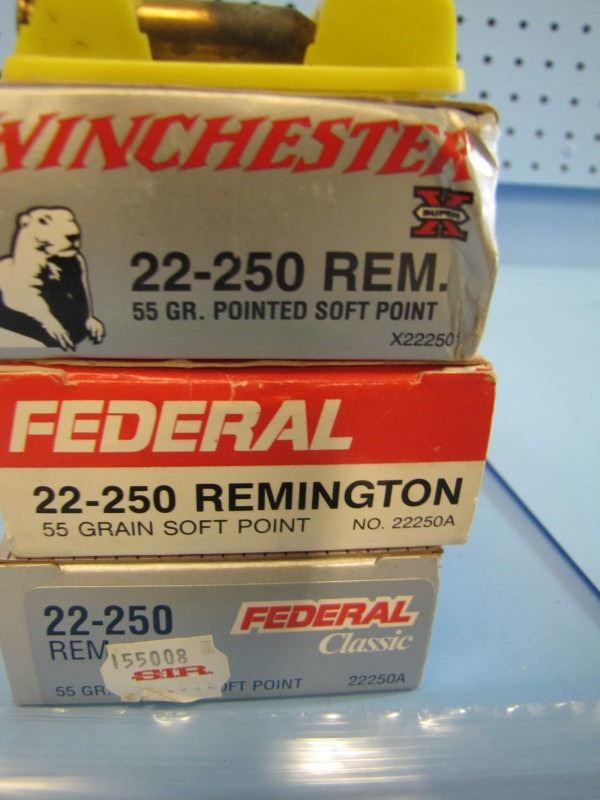 WINCHESTER
SUPER X
22-250 REM.
55 GR. POINTED SOFT POINT
X222501
FEDERAL
22-250 REMINGTON
55 GRAIN SOFT POINT NO. 22250A
22-250 FEDERAL
REM Classic
155008
S.I.R.
55 GR. POINT 22250A